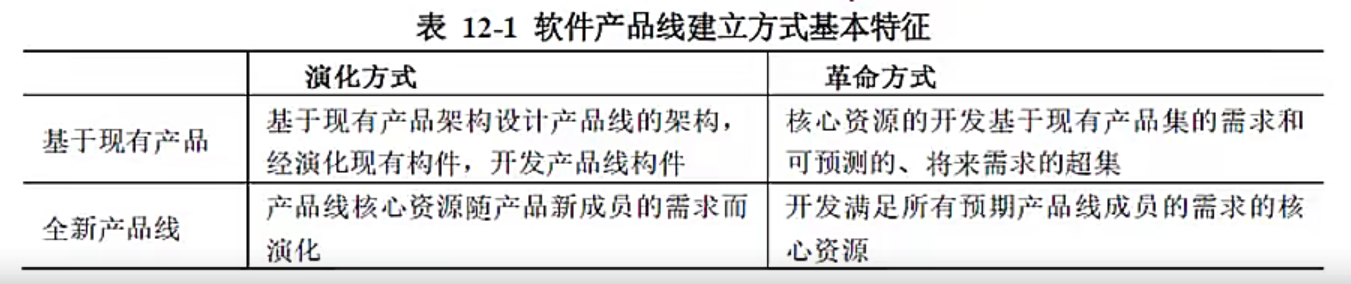 表 12-1 软件产品线建立方式基本特征
演化方式 革命方式
基于现有产品 基于现有产品架构设计产品线的架构，经演化现有构件，开发产品线构件 核心资源的开发基于现有产品集的需求和可预测的、将来需求的超集
全新产品线 产品线核心资源随产品新成员的需求而演化 开发满足所有预期产品线成员的需求的核心资源